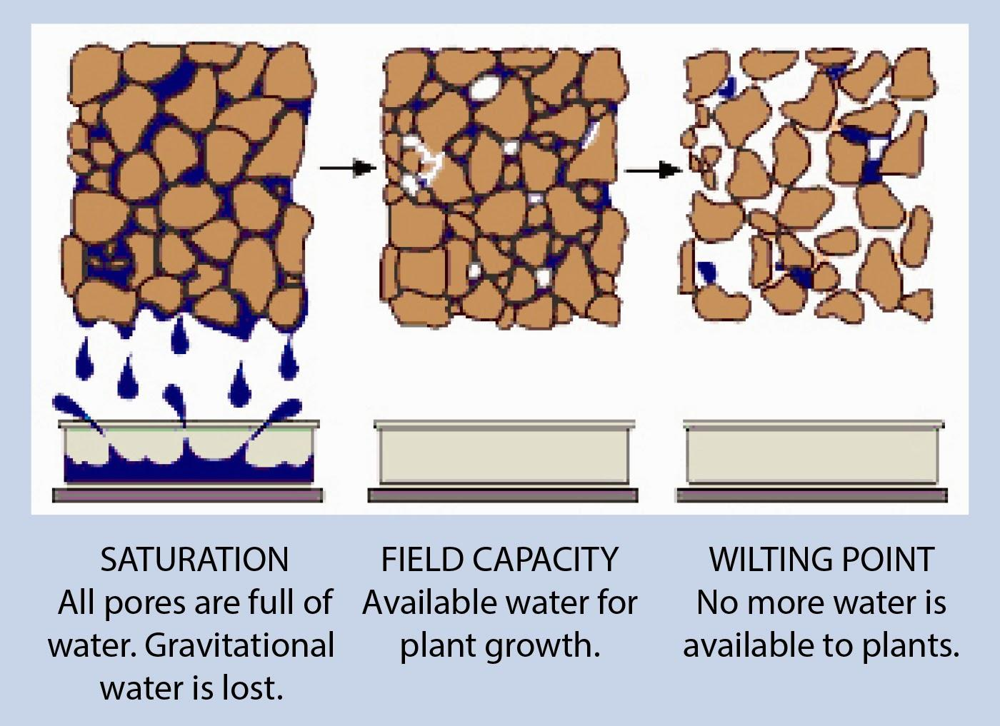 SATURATION
All pores are full of
water. Gravitational
water is lost.
FIELD CAPACITY
Available water for
plant growth.
WILTING POINT
No more water is
available to plants.